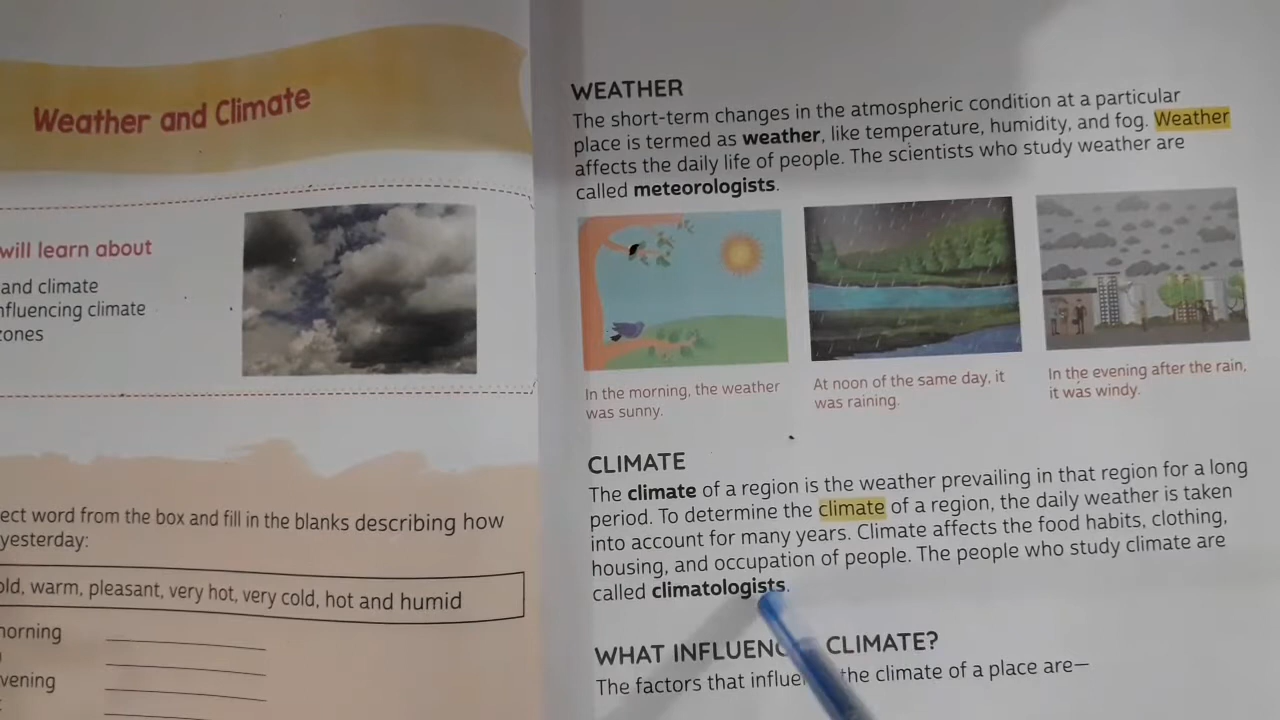 Weather and Climate
will learn about
and climate
nfluencing climate
zones
ect word from the box and fill in the blanks describing how
yesterday:
old, warm, pleasant, very hot, very cold, hot and humid
morning
vening
WEATHER
The short-term changes in the atmospheric condition at a particular
place is termed as weather, like temperature, humidity, and fog. Weather
affects the daily life of people. The scientists who study weather are
called meteorologists.
In the morning, the weather
was sunny.
At noon of the same day, it
was raining.
In the evening after the rain,
it was windy.
CLIMATE
The climate of a region is the weather prevailing in that region for a long
period. To determine the climate of a region, the daily weather is taken
into account for many years. Climate affects the food habits, clothing,
housing, and occupation of people. The people who study climate are
called climatologists.
WHAT INFLUENC CLIMATE?
The factors that influen the climate of a place are—